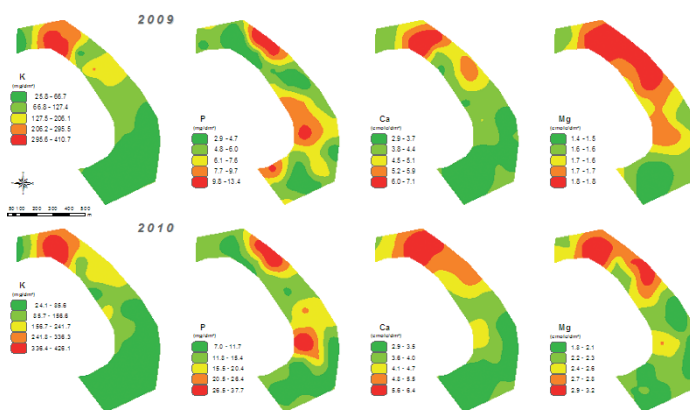 2009
K
(mg/dm³)
25.8 - 66.7
66.8 - 127.4
127.5 - 206.1
206.2 - 295.5
295.6 - 410.7
P
(mg/dm³)
2.9 - 4.7
4.8 - 6.0
6.1 - 7.6
7.7 - 9.7
9.8 - 13.4
Ca
(cmolc/dm³)
2.9 - 3.7
3.8 - 4.4
4.5 - 5.1
5.2 - 5.9
6.0 - 7.1
Mg
(cmolc/dm³)
1.4 - 1.5
1.6 - 1.6
1.7 - 1.6
1.7 - 1.7
1.8 - 1.8
50 100 200 300 400 500
m
2010
K
(mg/dm³)
24.1 - 85.6
85.7 - 156.6
156.7 - 241.7
241.8 - 336.3
336.4 - 426.1
P
(mg/dm³)
7.0 - 11.7
11.8 - 15.4
15.5 - 20.4
20.5 - 26.4
26.5 - 37.7
Ca
(cmolc/dm³)
2.9 - 3.5
3.6 - 4.0
4.1 - 4.7
4.8 - 5.5
5.6 - 6.4
Mg
(cmolc/dm³)
1.8 - 2.1
2.2 - 2.3
2.4 - 2.6
2.7 - 2.8
2.9 - 3.2